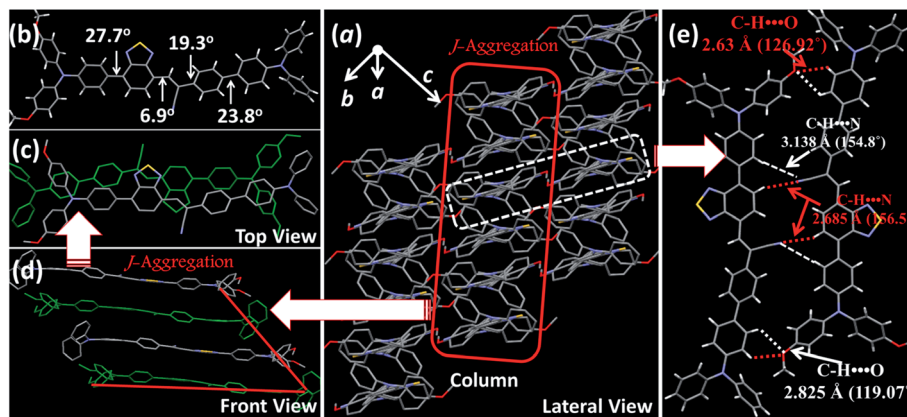 (b)
27.7°
19.3°
6.9°
23.8°
(c)
Top View
(d)
J-Aggregation
Front View
(a)
J-Aggregation
b
a
c
Column
Lateral View
(e)
C-H•••O
2.63 Å (126.92°)
C-H•••N
3.138 Å (154.8°)
C-H•••N
2.685 Å (156.5
C-H•••O
2.825 Å (119.07